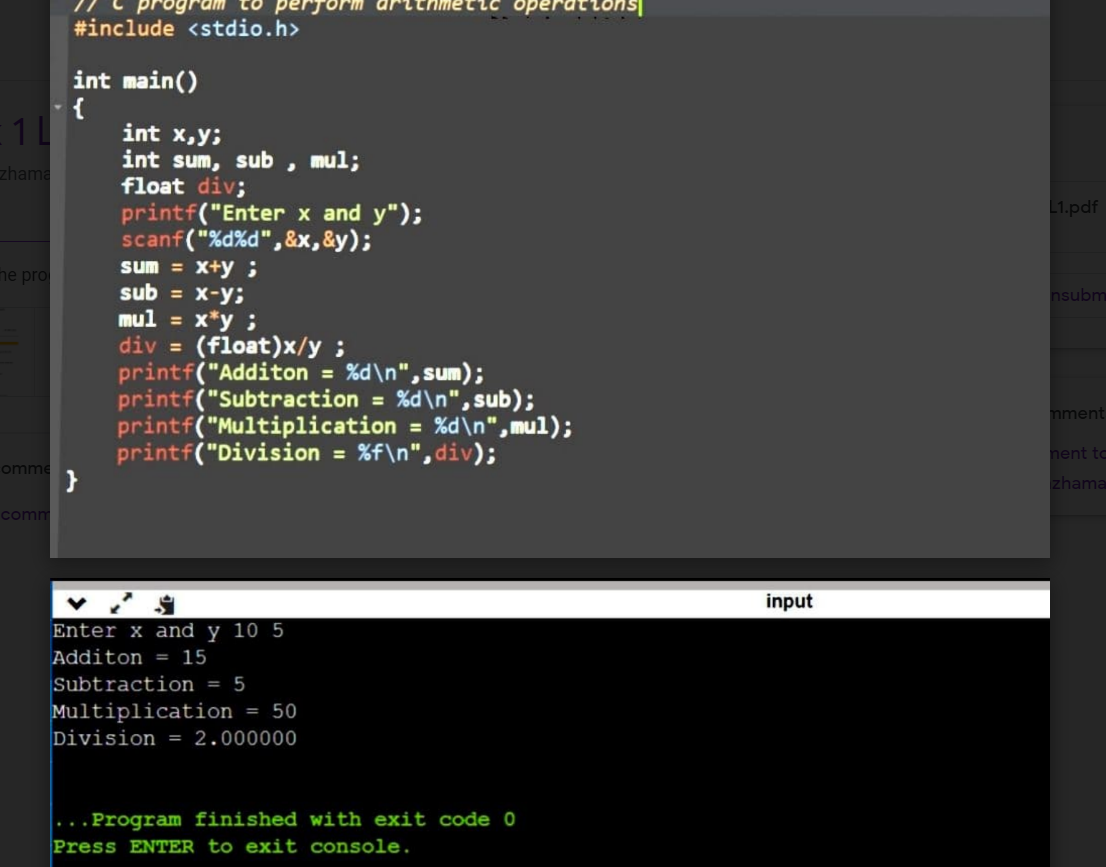 // C program to perform arithmetic operations
#include <stdio.h>
int main()
{
int x,y;
int sum, sub , mul;
float div;
printf("Enter x and y");
scanf("%d%d",&x,&y);
sum = x+y ;
sub = x-y;
mul = x*y ;
div = (float)x/y ;
printf("Additon = %d\n",sum);
printf("Subtraction = %d\n",sub);
printf("Multiplication = %d\n",mul);
printf("Division = %f\n",div);
}
1 L
zhama
he pro
omme
comm
L1.pdf
nsubm
mment
ment to
zhama
input
Enter x and y 10 5
Additon = 15
Subtraction = 5
Multiplication = 50
Division = 2.000000
...Program finished with exit code 0
Press ENTER to exit console.